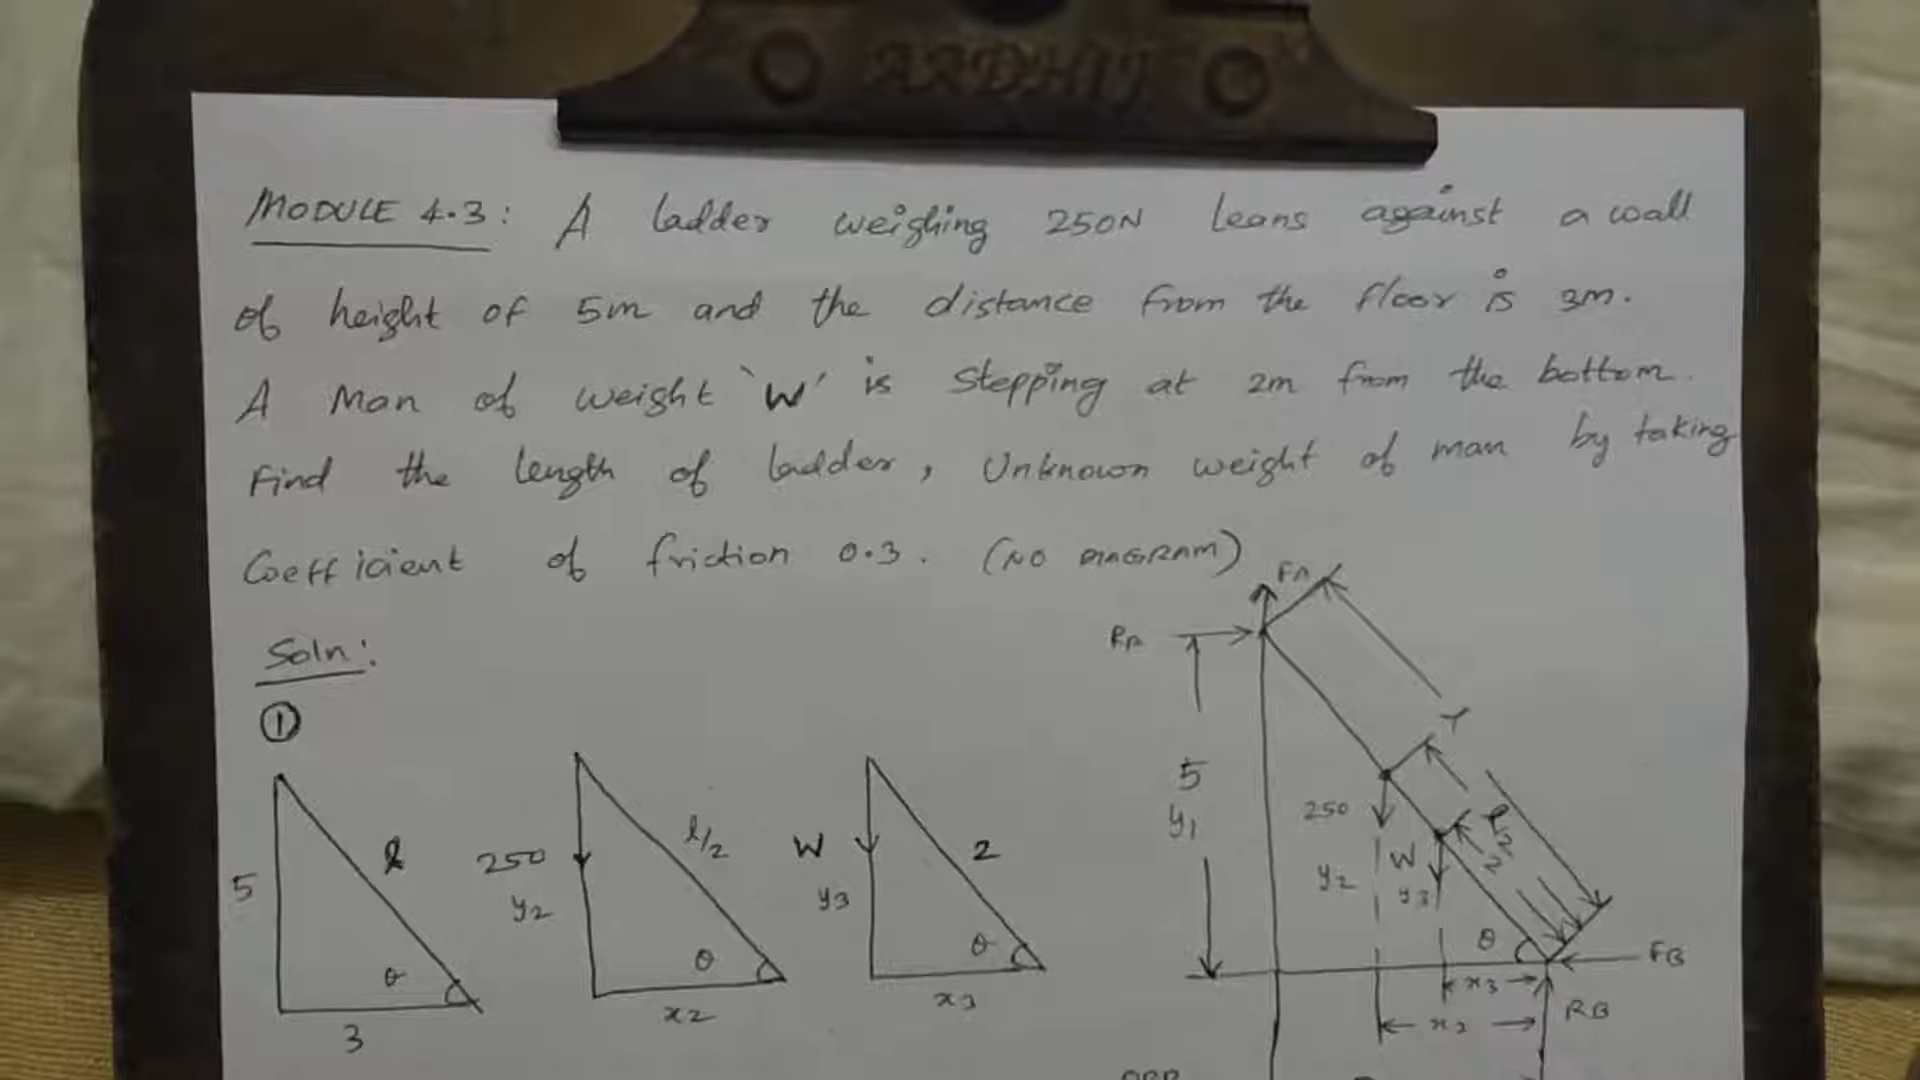 MODULE 4.3: A ladder weighing 250N leans against a wall
of height of 5m and the distance from the floor is 3m.
A Man of weight 'W' is stepping at 2m from the bottom.
Find the length of ladder, Unknown weight of man by taking
Coefficient of friction 0.3. (NO DIAGRAM)
Soln:
①
5
l
θ
3
250
y2
l/2
θ
x2
W
y3
2
θ
x3
FA
RA
5
y1
250
y2
W
y3
l/2
2
θ
FB
x3
x2
RB